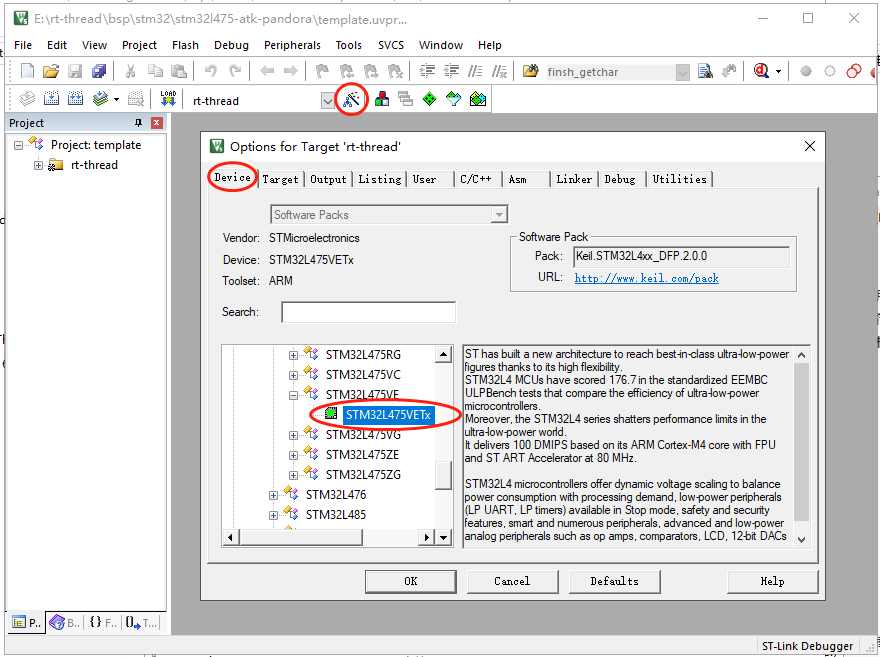 E:\rt-thread\bsp\stm32\stm32l475-atk-pandora\template.uvpr...
File Edit View Project Flash Debug Peripherals Tools SVCS Window Help
finsh_getchar
LOAD
rt-thread
Project
Project: template
rt-thread
Options for Target 'rt-thread'
Device Target Output Listing User C/C++ Asm Linker Debug Utilities
Software Packs
Vendor: STMicroelectronics
Device: STM32L475VETx
Toolset: ARM
Search:
Software Pack
Pack: Keil.STM32L4xx_DFP.2.0.0
URL: http://www.keil.com/pack
STM32L475RG
STM32L475VC
STM32L475VE
STM32L475VETx
STM32L475VG
STM32L475ZE
STM32L475ZG
STM32L476
STM32L485
ST has built a new architecture to reach best-in-class ultra-low-power
figures thanks to its high flexibility.
STM32L4 MCUs have scored 176.7 in the standardized EEMBC
ULPBench tests that compare the efficiency of ultra-low-power
microcontrollers.
Moreover, the STM32L4 series shatters performance limits in the
ultra-low-power world.
It delivers 100 DMIPS based on its ARM Cortex-M4 core with FPU
and ST ART Accelerator at 80 MHz.
STM32L4 microcontrollers offer dynamic voltage scaling to balance
power consumption with processing demand, low-power peripherals
(LP UART, LP timers) available in Stop mode, safety and security
features, smart and numerous peripherals, advanced and low-power
analog peripherals such as op amps, comparators, LCD, 12-bit DACs
OK Cancel Defaults Help
P... B... {} F... T...
ST-Link Debugger